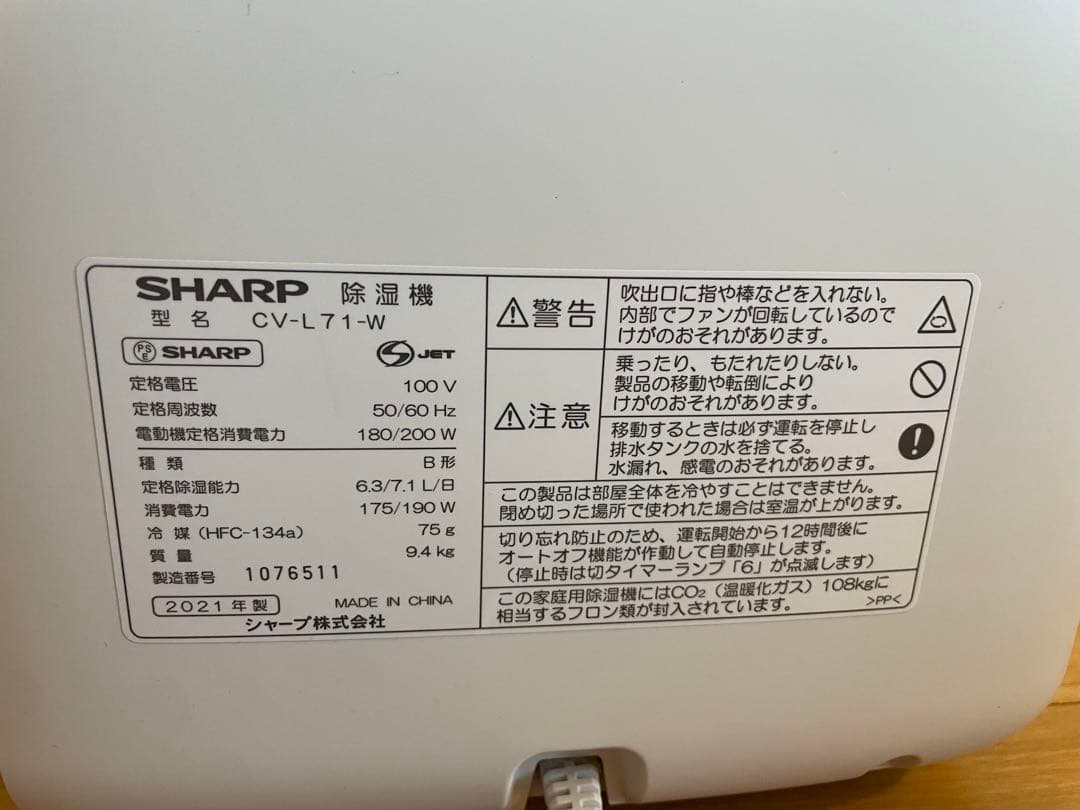 SHARP 除湿機
型名 CV-L71-W
PSE SHARP
JET
定格電圧 100 V
定格周波数 50/60 Hz
電動機定格消費電力 180/200 W
種類 B形
定格除湿能力 6.3/7.1 L/日
消費電力 175/190 W
冷媒(HFC-134a) 75g
質量 9.4 kg
製造番号 1076511
2021年製 MADE IN CHINA
シャープ株式会社
警告
吹出口に指や棒などを入れない。
内部でファンが回転しているので
けがのおそれがあります。
注意
乗ったり、もたれたりしない。
製品の移動や転倒により
けがのおそれがあります。
移動するときは必ず運転を停止し
排水タンクの水を捨てる。
水漏れ、感電のおそれがあります。
この製品は部屋全体を冷やすことはできません。
閉め切った場所で使われた場合は室温が上がります。
切り忘れ防止のため、運転開始から12時間後に
オートオフ機能が作動して自動停止します。
(停止時は切タイマーランプ「6」が点滅します)
この家庭用除湿機にはCO₂(温暖化ガス)108kgに
相当するフロン類が封入されています。
>PP<